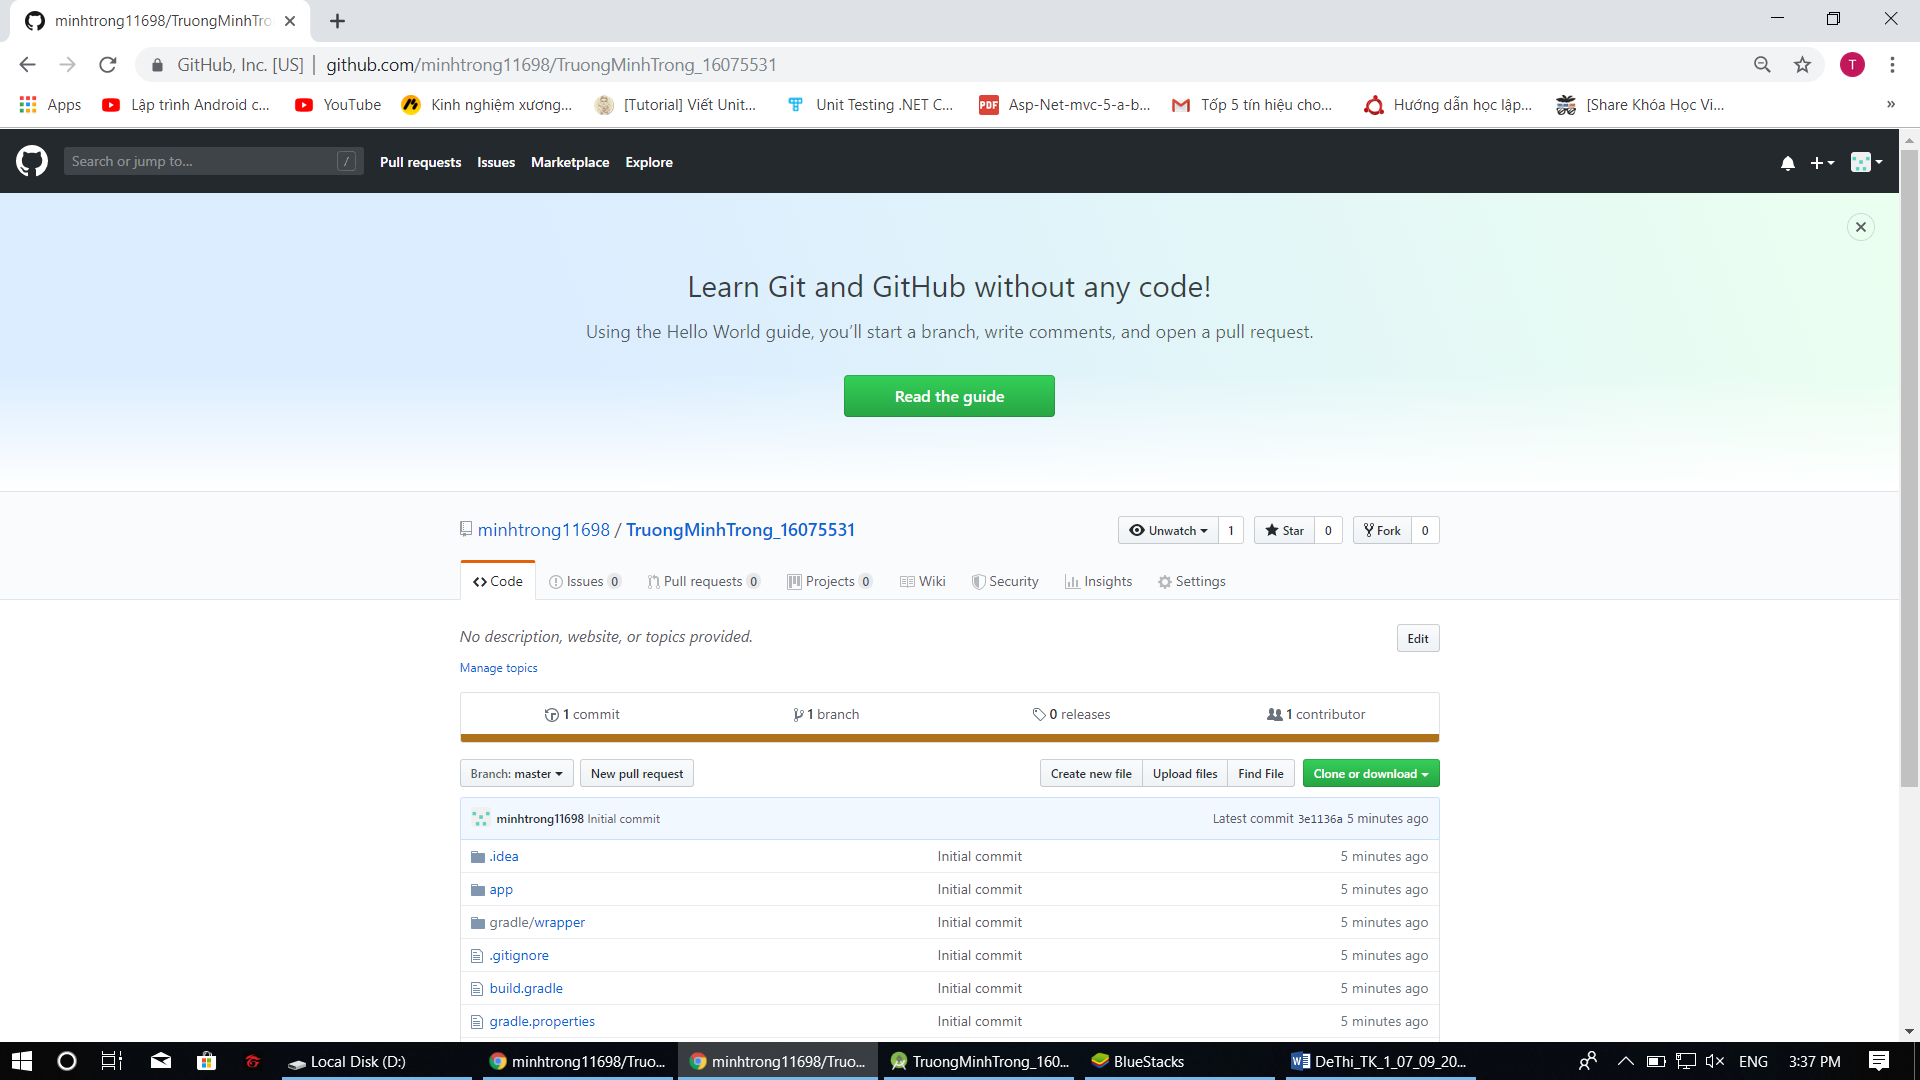 minhtrong11698/TruongMinhTro
GitHub, Inc. [US] | github.com/minhtrong11698/TruongMinhTrong_16075531
T
Apps Lập trình Android c... YouTube Kinh nghiệm xương... [Tutorial] Viết Unit... Unit Testing .NET C... PDF Asp-Net-mvc-5-a-b... Tốp 5 tín hiệu cho... Hướng dẫn học lập... [Share Khóa Học Vi... »
Search or jump to... / Pull requests Issues Marketplace Explore
Learn Git and GitHub without any code!
Using the Hello World guide, you’ll start a branch, write comments, and open a pull request.
Read the guide
minhtrong11698 / TruongMinhTrong_16075531 Unwatch 1 Star 0 Fork 0
Code Issues 0 Pull requests 0 Projects 0 Wiki Security Insights Settings
No description, website, or topics provided. Edit
Manage topics
1 commit 1 branch 0 releases 1 contributor
Branch: master New pull request Create new file Upload files Find File Clone or download
minhtrong11698 Initial commit Latest commit 3e1136a 5 minutes ago
.idea Initial commit 5 minutes ago
app Initial commit 5 minutes ago
gradle/wrapper Initial commit 5 minutes ago
.gitignore Initial commit 5 minutes ago
build.gradle Initial commit 5 minutes ago
gradle.properties Initial commit 5 minutes ago
Local Disk (D:) minhtrong11698/Truo... minhtrong11698/Truo... TruongMinhTrong_160... BlueStacks DeThi_TK_1_07_09_20... ENG 3:37 PM